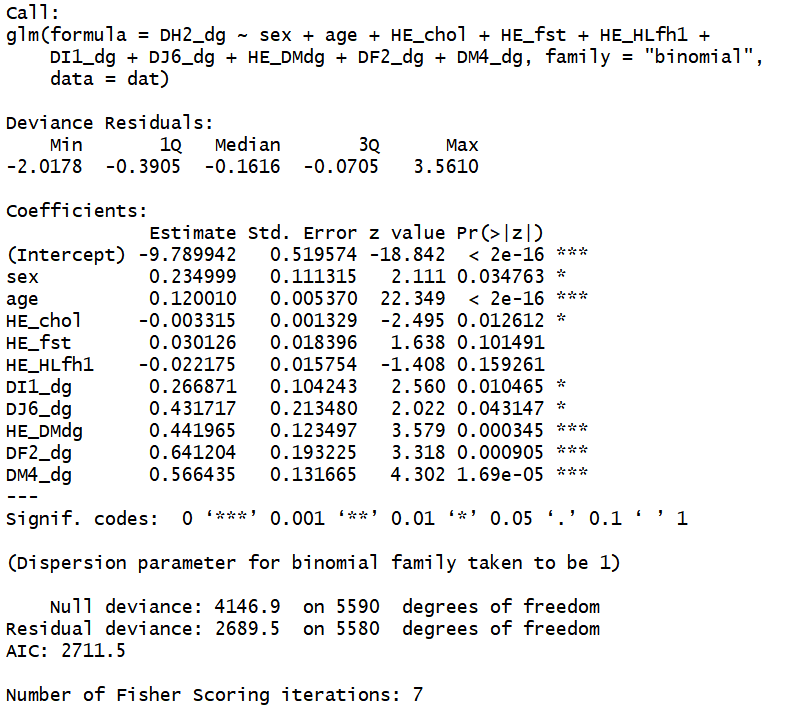 Call:
glm(formula = DH2_dg ~ sex + age + HE_chol + HE_fst + HE_HLfh1 +
    DI1_dg + DJ6_dg + HE_DMdg + DF2_dg + DM4_dg, family = "binomial",
    data = dat)

Deviance Residuals:
    Min       1Q   Median       3Q      Max
-2.0178  -0.3905  -0.1616  -0.0705   3.5610

Coefficients:
             Estimate Std. Error z value Pr(>|z|)
(Intercept) -9.789942   0.519574 -18.842  < 2e-16 ***
sex          0.234999   0.111315   2.111 0.034763 *
age          0.120010   0.005370  22.349  < 2e-16 ***
HE_chol     -0.003315   0.001329  -2.495 0.012612 *
HE_fst       0.030126   0.018396   1.638 0.101491
HE_HLfh1    -0.022175   0.015754  -1.408 0.159261
DI1_dg       0.266871   0.104243   2.560 0.010465 *
DJ6_dg       0.431717   0.213480   2.022 0.043147 *
HE_DMdg      0.441965   0.123497   3.579 0.000345 ***
DF2_dg       0.641204   0.193225   3.318 0.000905 ***
DM4_dg       0.566435   0.131665   4.302 1.69e-05 ***
---
Signif. codes:  0 ‘***’ 0.001 ‘**’ 0.01 ‘*’ 0.05 ‘.’ 0.1 ‘ ’ 1

(Dispersion parameter for binomial family taken to be 1)

    Null deviance: 4146.9  on 5590  degrees of freedom
Residual deviance: 2689.5  on 5580  degrees of freedom
AIC: 2711.5

Number of Fisher Scoring iterations: 7